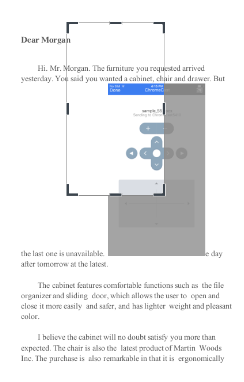 Dear Morgan
Hi. Mr. Morgan. The furniture you requested arrived
yesterday. You said you wanted a cabinet, chair and drawer. But
the last one is unavailable. e day
after tomorrow at the latest.
The cabinet features comfortable functions such as the file
organizer and sliding door, which allows the user to open and
close it more easily and safer, and has lighter weight and pleasant
color.
I believe the cabinet will no doubt satisfy you more than
expected. The chair is also the latest product of Martin Woods
Inc. The purchase is also remarkable in that it is ergonomically